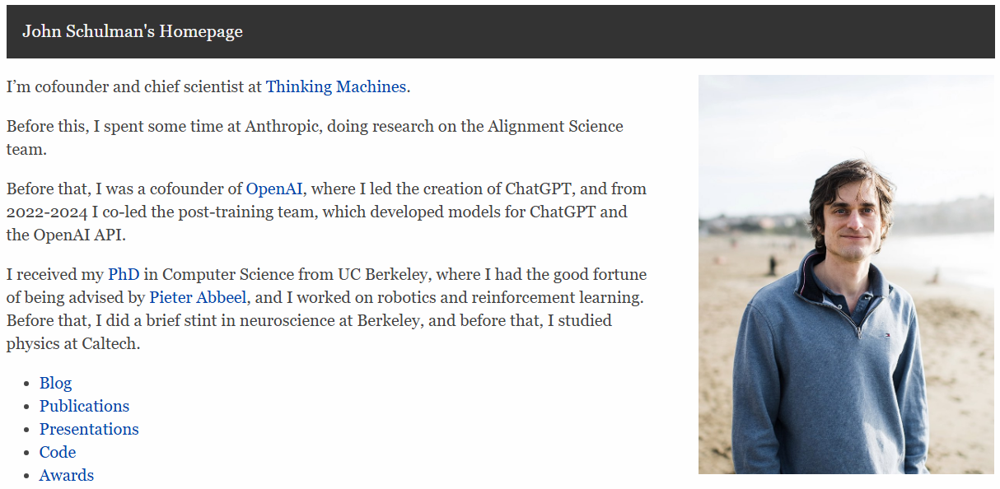 John Schulman's Homepage
I’m cofounder and chief scientist at Thinking Machines.
Before this, I spent some time at Anthropic, doing research on the Alignment Science
team.
Before that, I was a cofounder of OpenAI, where I led the creation of ChatGPT, and from
2022-2024 I co-led the post-training team, which developed models for ChatGPT and
the OpenAI API.
I received my PhD in Computer Science from UC Berkeley, where I had the good fortune
of being advised by Pieter Abbeel, and I worked on robotics and reinforcement learning.
Before that, I did a brief stint in neuroscience at Berkeley, and before that, I studied
physics at Caltech.
• Blog
• Publications
• Presentations
• Code
• Awards